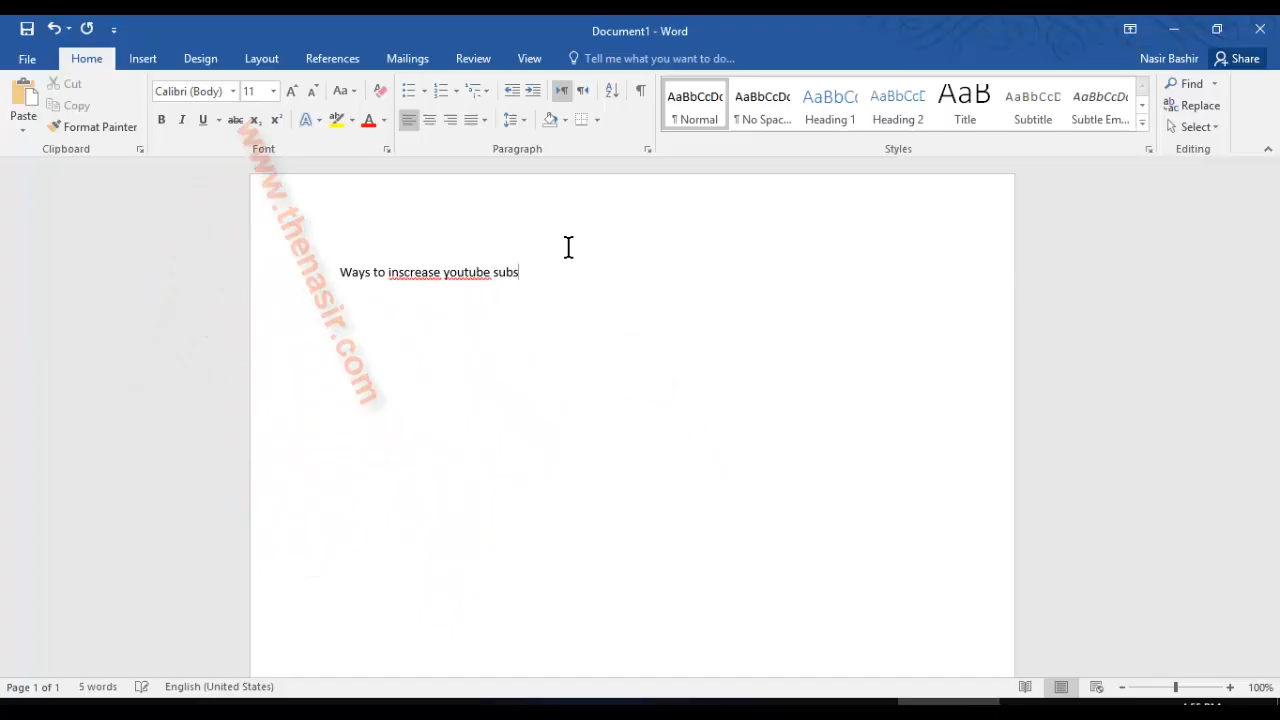 Document1 - Word
File Home Insert Design Layout References Mailings Review View Tell me what you want to do... Nasir Bashir Share
Paste
Cut
Copy
Format Painter
Clipboard
Calibri (Body) 11
Font
Paragraph
AaBbCcDc AaBbCcDc AaBbCc AaBbCcE AaB AaBbCcD AaBbCcDc
¶ Normal ¶ No Spac... Heading 1 Heading 2 Title Subtitle Subtle Em...
Styles
Find
Replace
Select
Editing
www.thenasir.com
Ways to inscrease youtube subs
Page 1 of 1 5 words English (United States) 100%